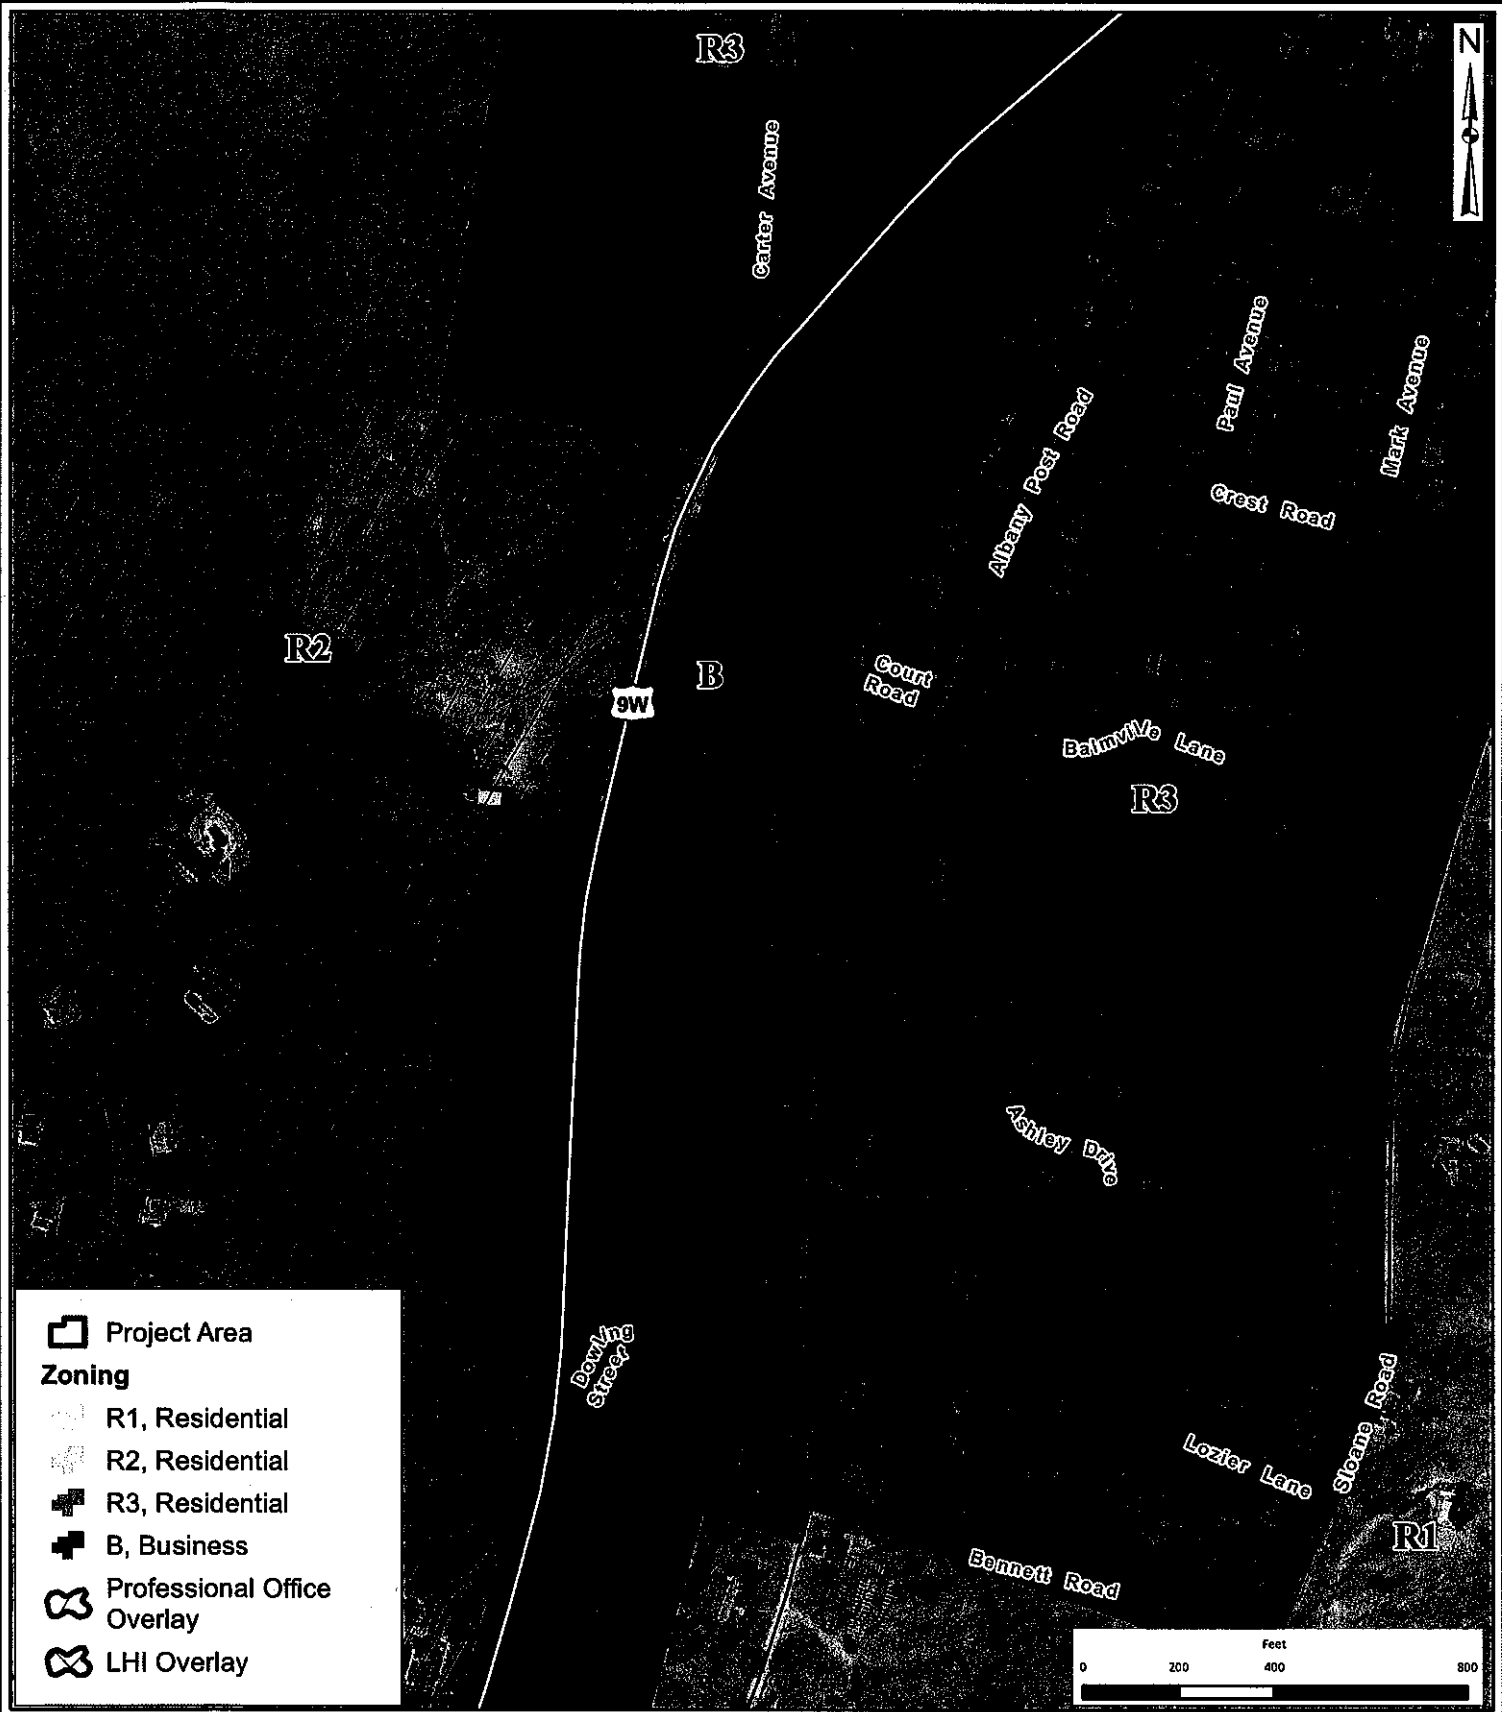 R3
N
Carter Avenue
Paul Avenue
Mark Avenue
Albany Post Road
Crest Road
R2
B
Court
Road
9W
Balmville Lane
R3
Ashley Drive
Dowling
Street
Sloane Road
Lozier Lane
R1
Bennett Road
Project Area
Zoning
R1, Residential
R2, Residential
R3, Residential
B, Business
Professional Office
Overlay
LHI Overlay
Feet
0 200 400 800